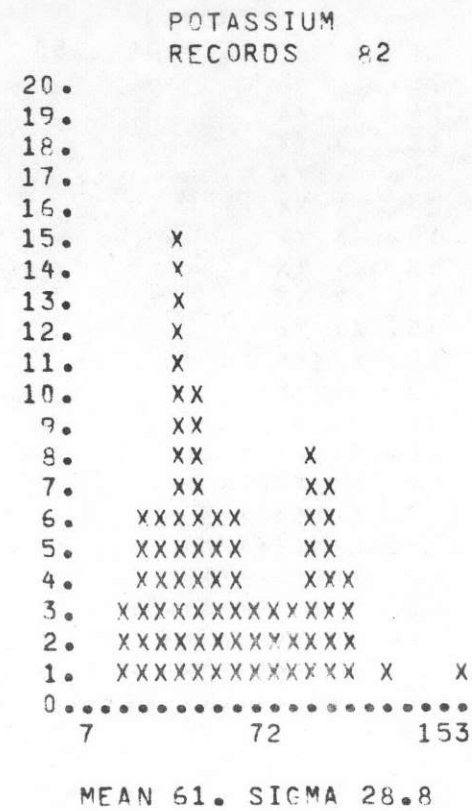 POTASSIUM
RECORDS 82
20.
19.
18.
17.
16.
15. X
14. X
13. X
12. X
11. X
10. XX
9. XX
8. XX X
7. XX XX
6. XXXXXX XX
5. XXXXXX XX
4. XXXXXX XXX
3. XXXXXXXXXXXXX
2. XXXXXXXXXXXXX
1. XXXXXXXXXXXXX X X
0......................
7 72 153
MEAN 61. SIGMA 28.8